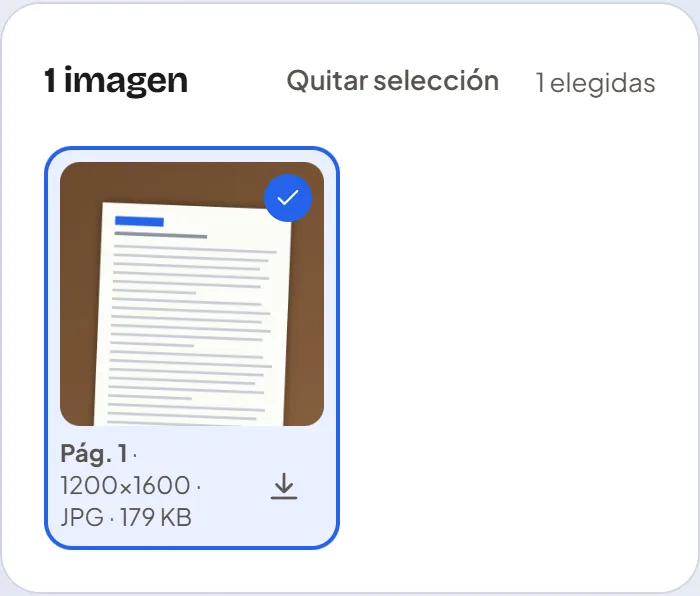 1 imagen
Quitar selección
1 elegidas
Pág. 1 ·
1200×1600 ·
JPG · 179 KB